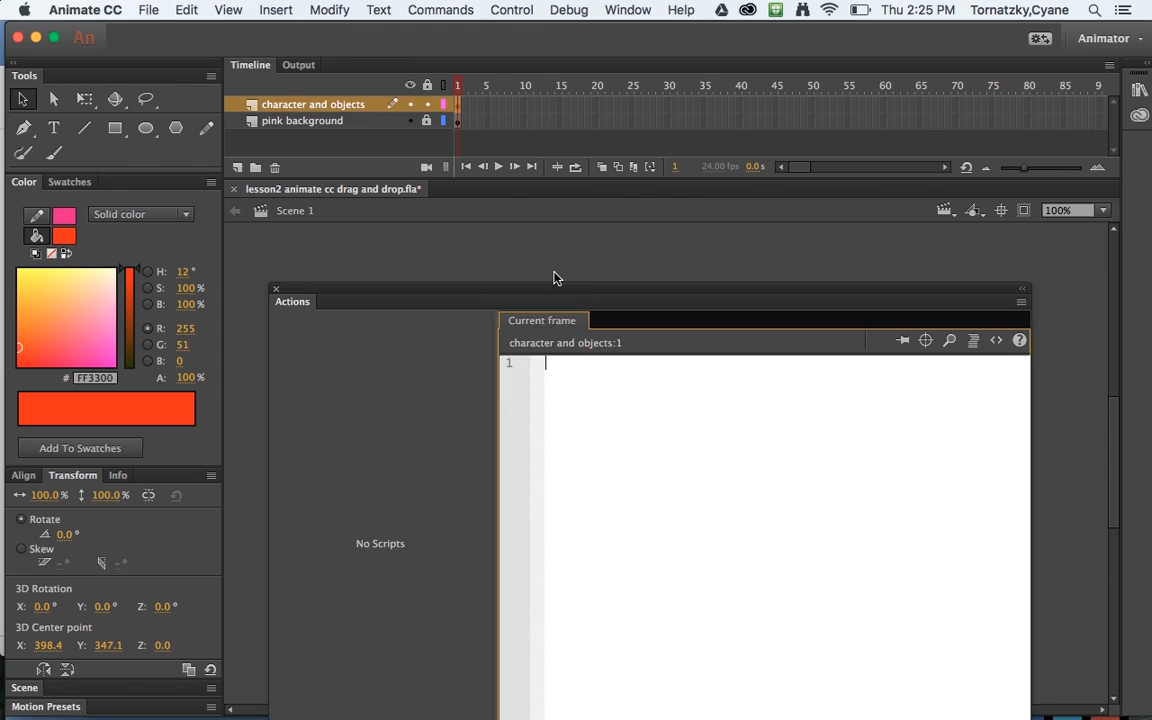 Animate CC File Edit View Insert Modify Text Commands Control Debug Window Help Thu 2:25 PM Tornatzky,Cyane
An Animator
Tools
Timeline Output
1 5 10 15 20 25 30 35 40 45 50 55 60 65 70 75 80 85 9
character and objects
pink background
1 24.00 fps 0.0 s
Color Swatches
lesson2 animate cc drag and drop.fla*
Scene 1 100%
Solid color
H: 12 °
S: 100 %
B: 100 %
R: 255
G: 51
B: 0
# FF3300 A: 100 %
Add To Swatches
Actions
Current frame
character and objects:1
1
No Scripts
Align Transform Info
100.0 % 100.0 %
Rotate
0.0 °
Skew
– ° – °
3D Rotation
X: 0.0 ° Y: 0.0 ° Z: 0.0 °
3D Center point
X: 398.4 Y: 347.1 Z: 0.0
Scene
Motion Presets